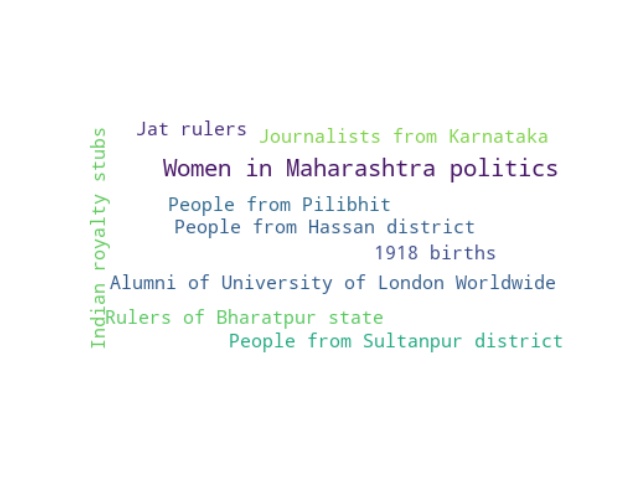 Jat rulers
Journalists from Karnataka
Women in Maharashtra politics
People from Pilibhit
People from Hassan district
1918 births
Alumni of University of London Worldwide
Rulers of Bharatpur state
People from Sultanpur district
Indian royalty stubs